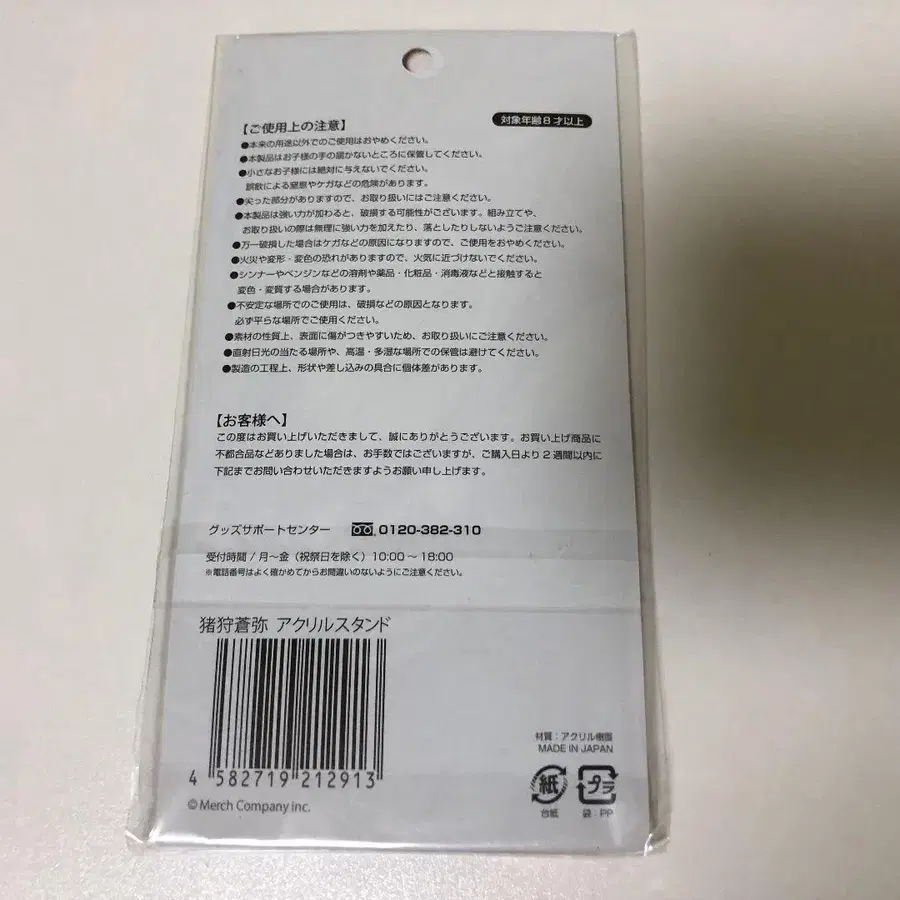 対象年齢8才以上
【ご使用上の注意】
●本来の用途以外でのご使用はおやめください。
●本製品はお子様の手の届かないところに保管してください。
●小さなお子様には絶対に与えないでください。
誤飲による窒息やケガなどの危険があります。
●尖った部分がありますので、お取り扱いにはご注意ください。
●本製品は強い力が加わると、破損する可能性がございます。組み立てや、
お取り扱いの際は無理に強い力を加えたり、落としたりしないようご注意ください。
●万一破損した場合はケガなどの原因になりますので、ご使用をおやめください。
●火災や変形・変色の恐れがありますので、火気に近づけないでください。
●シンナーやベンジンなどの溶剤や薬品・化粧品・消毒液などと接触すると
変色・変質する場合があります。
●不安定な場所でのご使用は、破損などの原因となります。
必ず平らな場所でご使用ください。
●素材の性質上、表面に傷がつきやすいため、お取り扱いにご注意ください。
●直射日光の当たる場所や、高温・多湿な場所での保管は避けてください。
●製造の工程上、形状や差し込みの具合に個体差があります。
【お客様へ】
この度はお買い上げいただきまして、誠にありがとうございます。お買い上げ商品に
不都合品などありました場合は、お手数ではございますが、ご購入日より2週間以内に
下記までお問い合わせいただきますようお願い申し上げます。
グッズサポートセンター 0120-382-310
受付時間/月〜金（祝祭日を除く）10:00〜18:00
※電話番号はよく確かめてからお間違いのないようにご注意ください。
猪狩蒼弥 アクリルスタンド
4 582719 212913
© Merch Company inc.
材質：アクリル樹脂
MADE IN JAPAN
紙 プラ
台紙 袋：PP